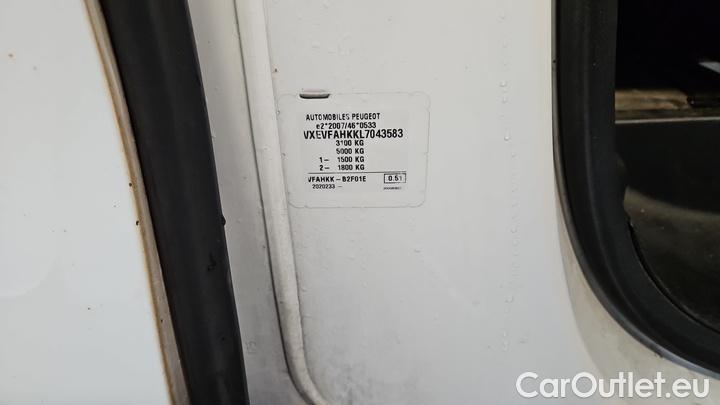 AUTOMOBILES PEUGEOT
e2*2007/46*0533
VXEVFAHKKL7043583
3100 KG
5000 KG
1- 1500 KG
2- 1800 KG
VFAHKK - B2F01E 0.51
2020233 -
CarOutlet.eu